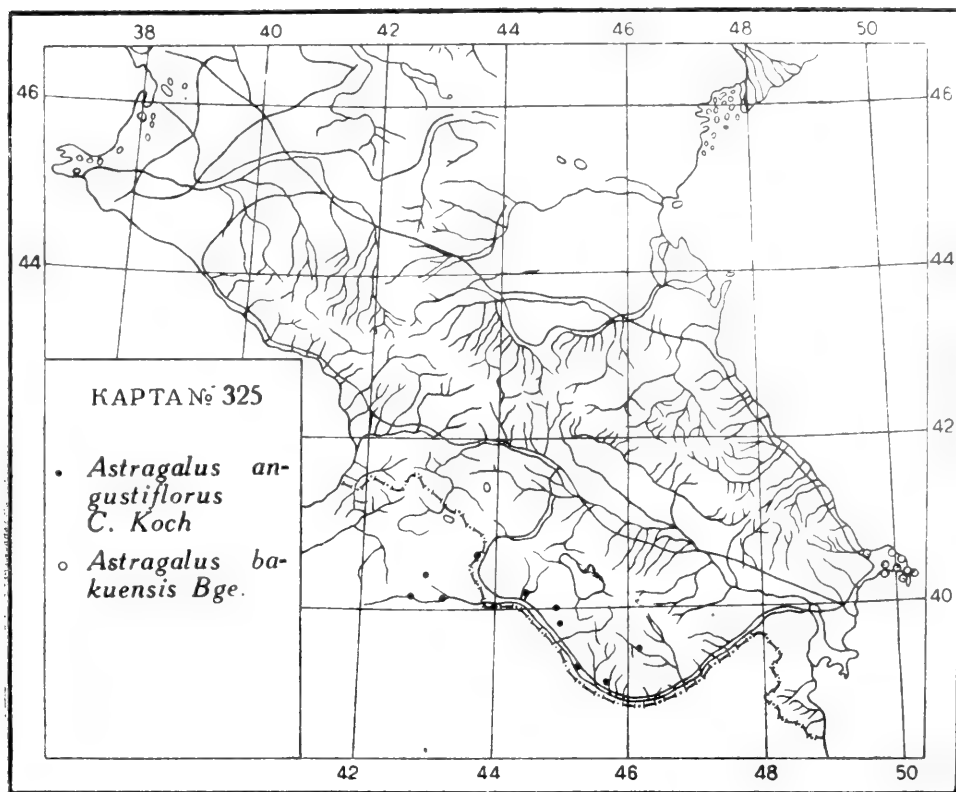 38 40 42 44 46 48 50
46 46
44 44
КАРТА № 325
42
Astragalus an-
gustiflorus
C. Koch
Astragalus ba-
kuensis Bge.
40
42 44 46 48 50